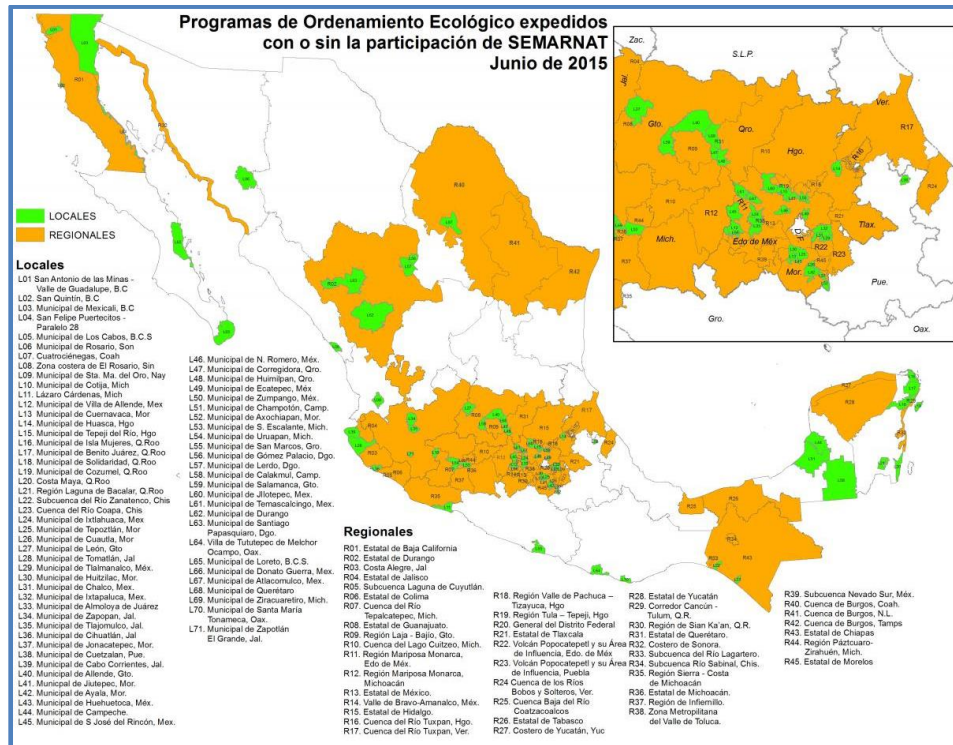 Programas de Ordenamiento Ecológico expedidos
con o sin la participación de SEMARNAT
Junio de 2015
LOCALES
REGIONALES
Locales
L01 San Antonio de las Minas -
Valle de Guadalupe, B.C
L02. San Quintín, B.C
L03. Municipal de Mexicali, B.C
L04. San Felipe Puertecitos -
Paralelo 28
L05. Municipal de Los Cabos, B.C.S
L06 Municipal de Rosario, Son
L07 Cuatrociénegas, Coah
L08 Zona costera de El Rosario, Sin
L09 Municipal de Sta. Ma. del Oro, Nay
L10 Municipal de Cotija, Mich
L11. Lázaro Cárdenas, Mich
L12 Municipal de Villa de Allende, Mex
L13 Municipal de Cuernavaca, Mor
L14 Municipal de Huasca, Hgo
L15 Municipal de Tepeji del Río, Hgo
L16 Municipal de Isla Mujeres, Q.Roo
L17 Municipal de Benito Juárez, Q.Roo
L18 Municipal de Solidaridad, Q.Roo
L19 Municipal de Cozumel, Q.Roo
L20 Costa Maya, Q.Roo
L21 Región Laguna de Bacalar, Q.Roo
L22 Subcuenca del Río Zanatenco, Chis
L23 Cuenca del Río Coapa, Chis
L24 Municipal de Ixtlahuaca, Mex
L25 Municipal de Tepoztlán, Mor
L26 Municipal de Cuautla, Mor
L27 Municipal de León, Gto
L28 Municipal de Tomatlán, Jal
L29 Municipal de Tlalmanalco, Méx
L30 Municipal de Huitzilac, Mor.
L31 Municipal de Chalco, Mex.
L32 Municipal de Ixtapaluca, Mex
L33 Municipal de Almoloya de Juárez
L34 Municipal de Zapopan, Jal
L35 Municipal de Tlajomulco, Jal.
L36 Municipal de Cihuatlán, Jal
L37 Municipal de Jonacatepec, Mor.
L38 Municipal de Cuetzalan, Pue.
L39 Municipal de Cabo Corrientes, Jal.
L40 Municipal de Allende, Gto.
L41 Municipal de Jiutepec, Mor.
L42 Municipal de Ayala, Mor.
L43 Municipal de Huehuetoca, Méx.
L44 Municipal de Campeche.
L45. Municipal de S José del Rincón, Mex.
L46. Municipal de N. Romero, Méx.
L47. Municipal de Corregidora, Qro.
L48. Municipal de Huimilpan, Qro.
L49. Municipal de Ecatepec, Méx
L50. Municipal de Zumpango, Méx.
L51. Municipal de Champotón, Camp.
L52. Municipal de Axochiapan, Mor.
L53. Municipal de S. Escalante, Mich.
L54. Municipal de Uruapan, Mich.
L55. Municipal de San Marcos, Gro.
L56. Municipal de Gómez Palacio, Dgo.
L57. Municipal de Lerdo, Dgo.
L58. Municipal de Calakmul, Camp.
L59. Municipal de Salamanca, Gto.
L60. Municipal de Jilotepec, Mex.
L61. Municipal de Temascalcingo, Mex.
L62. Municipal de Durango
L63. Municipal de Santiago
Papasquiaro, Dgo.
L64. Villa de Tututepec de Melchor
Ocampo, Oax.
L65. Municipal de Loreto, B.C.S.
L66. Municipal de Donato Guerra, Mex.
L67. Municipal de Atlacomulco, Mex.
L68. Municipal de Querétaro
L69. Municipal de Ziracuaretiro, Mich.
L70. Municipal de Santa María
Tonameca, Oax.
L71. Municipal de Zapotlán
El Grande, Jal.
Regionales
R01. Estatal de Baja California
R02. Estatal de Durango
R03. Costa Alegre, Jal
R04. Estatal de Jalisco
R05. Subcuenca Laguna de Cuyutlán.
R06. Estatal de Colima
R07 Cuenca del Río
Tepalcatepec, Mich.
R08. Estatal de Guanajuato.
R09. Región Laja - Bajío, Gto.
R10. Cuenca del Lago Cuitzeo, Mich.
R11. Región Mariposa Monarca,
Edo de Méx.
R12. Región Mariposa Monarca,
Michoacán
R13. Estatal de México.
R14. Valle de Bravo-Amanalco, Méx.
R15. Estatal de Hidalgo.
R16. Cuenca del Río Tuxpan, Hgo.
R17. Cuenca del Río Tuxpan, Ver.
R18. Región Valle de Pachuca –
Tizayuca, Hgo
R19. Región Tula – Tepeji, Hgo
R20. General del Distrito Federal
R21. Estatal de Tlaxcala
R22. Volcán Popocatepetl y su Área
de Influencia, Edo. de Méx
R23. Volcán Popocatepetl y su Área
de Influencia, Puebla
R24 Cuenca de los Ríos
Bobos y Solteros, Ver.
R25. Cuenca Baja del Río
Coatzacoalcos
R26. Estatal de Tabasco
R27. Costero de Yucatán, Yuc
R28. Estatal de Yucatán
R29. Corredor Cancún -
Tulum, Q.R.
R30. Región de Sian Ka'an, Q.R.
R31. Estatal de Querétaro.
R32. Costero de Sonora.
R33. Subcuenca del Río Lagartero.
R34. Subcuenca Río Sabinal, Chis.
R35. Región Sierra - Costa
de Michoacán
R36. Estatal de Michoacán.
R37. Región de Infiernillo.
R38. Zona Metropilitana
del Valle de Toluca.
R39. Subcuenca Nevado Sur, Méx.
R40. Cuenca de Burgos, Coah.
R41. Cuenca de Burgos, N.L.
R42. Cuenca de Burgos, Tamps
R43. Estatal de Chiapas
R44. Región Páztcuaro-
Zirahuén, Mich.
R45. Estatal de Morelos
Zac.
S.L.P.
Jal.
Gto.
Qro.
Hgo.
Ver.
Mich.
Edo de Méx
D.F.
Tlax.
Mor.
Pue.
Gro.
Oax.
R40
R41
R42
R17
R12
R11
R22
R23